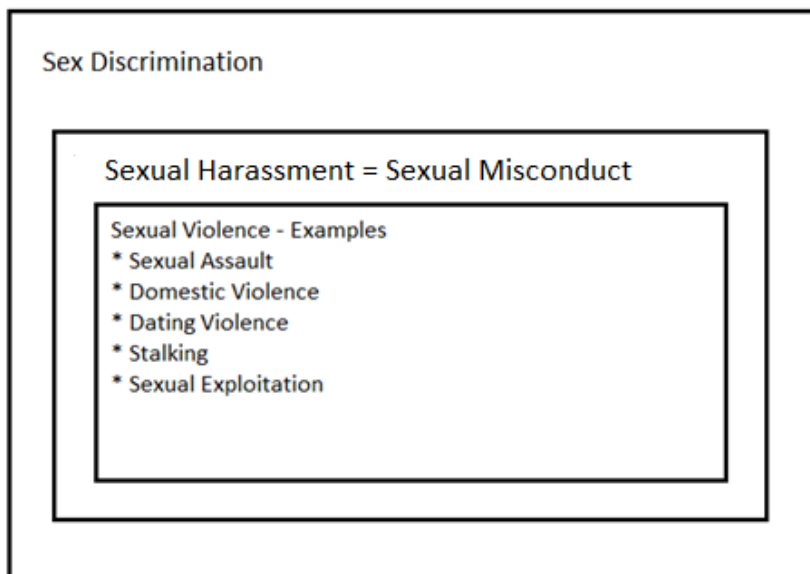 Sex Discrimination
Sexual Harassment = Sexual Misconduct
Sexual Violence - Examples
* Sexual Assault
* Domestic Violence
* Dating Violence
* Stalking
* Sexual Exploitation